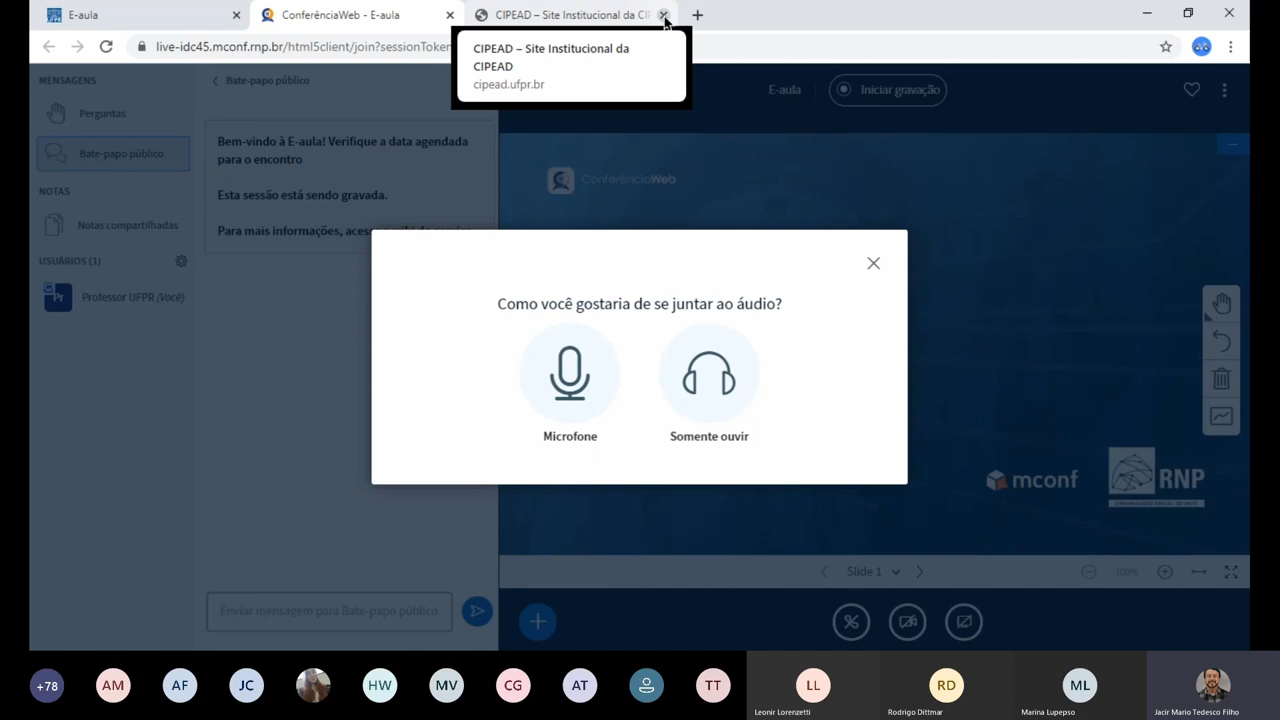 E-aula
ConferênciaWeb - E-aula
CIPEAD – Site Institucional da CI
live-idc45.mconf.rnp.br/html5client/join?sessionToken
CIPEAD – Site Institucional da
CIPEAD
cipead.ufpr.br
MENSAGENS
Perguntas
Bate-papo público
NOTAS
Notas compartilhadas
USUÁRIOS (1)
Pr
Professor UFPR (Você)
Bate-papo público
Bem-vindo à E-aula! Verifique a data agendada
para o encontro
Esta sessão está sendo gravada.
Para mais informações,
Enviar mensagem para Bate-papo público
E-aula
Iniciar gravação
ConferênciaWeb
Como você gostaria de se juntar ao áudio?
Microfone
Somente ouvir
mconf
RNP
Slide 1
100%
+78
AM
AF
JC
HW
MV
CG
AT
TT
LL
Leonir Lorenzetti
RD
Rodrigo Dittmar
ML
Marina Lupepso
Jacir Mario Tedesco Filho